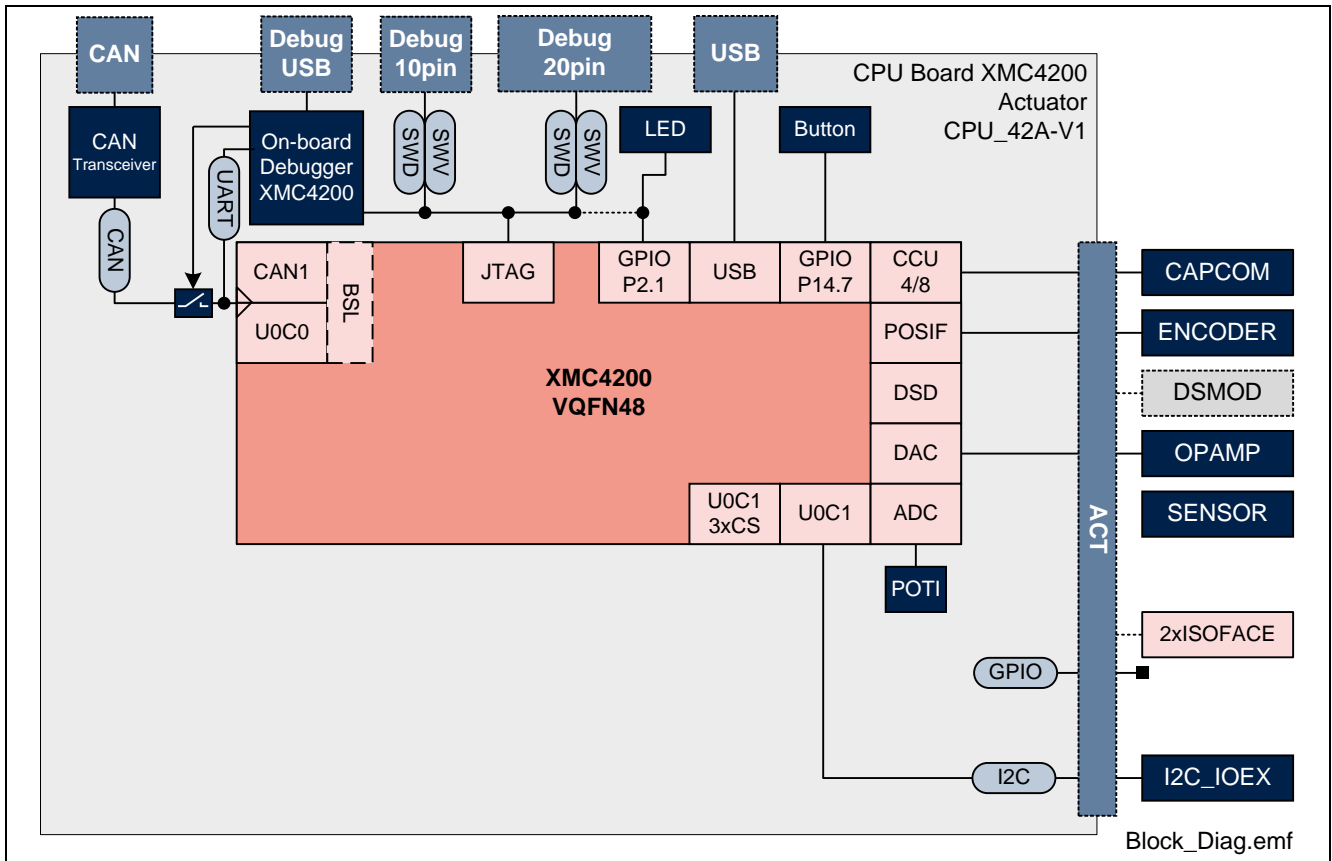 CAN
Debug
USB
Debug
10pin
Debug
20pin
USB
CPU Board XMC4200
Actuator
CPU_42A-V1
CAN
Transceiver
On-board
Debugger
XMC4200
SWD
SWV
SWD
SWV
LED
Button
UART
CAN
CAN1
BSL
JTAG
GPIO
P2.1
USB
GPIO
P14.7
CCU
4/8
CAPCOM
U0C0
POSIF
ENCODER
XMC4200
VQFN48
DSD
DSMOD
DAC
OPAMP
U0C1
3xCS
U0C1
ADC
ACT
SENSOR
POTI
2xISOFACE
GPIO
I2C
I2C_IOEX
Block_Diag.emf